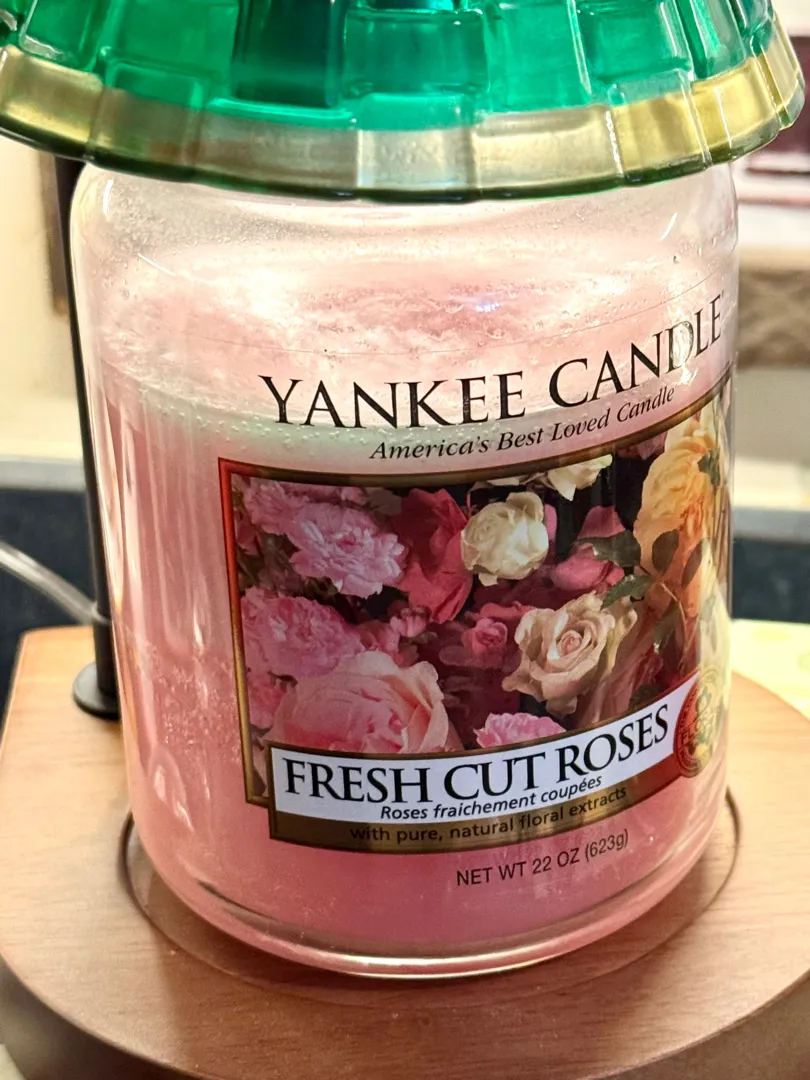 YANKEE CANDLE
America's Best Loved Candle
FRESH CUT ROSES
Roses fraichement coupées
with pure, natural floral extracts
NET WT 22 OZ (623g)